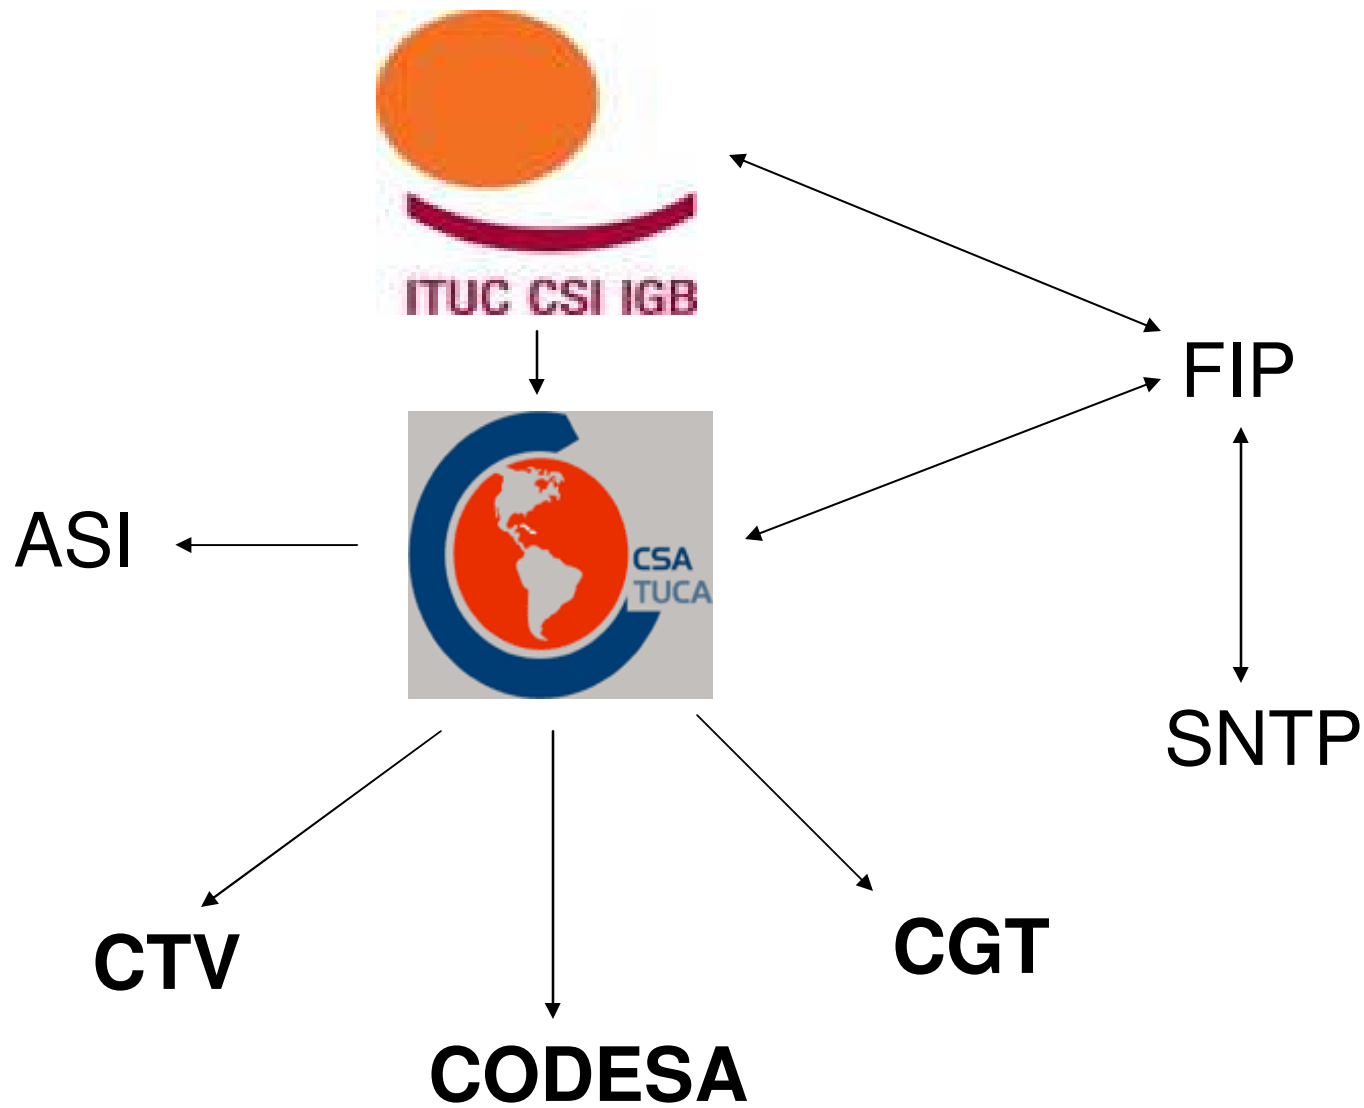 ITUC CSI IGB
FIP
ASI
CSA
TUCA
SNTP
CTV
CGT
CODESA